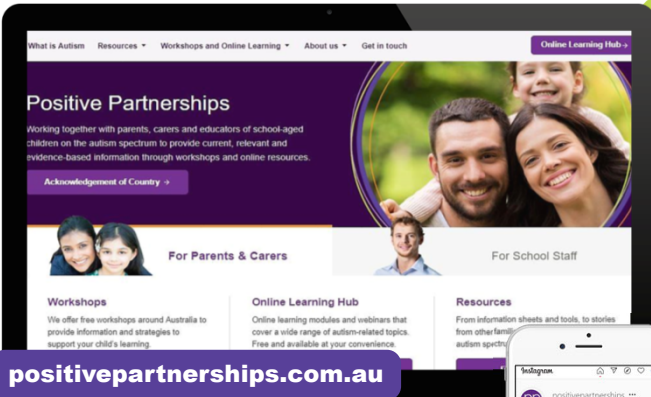 What is Autism Resources Workshops and Online Learning About us Get in touch
Online Learning Hub →
Positive Partnerships
Working together with parents, carers and educators of school-aged
children on the autism spectrum to provide current, relevant and
evidence-based information through workshops and online resources.
Acknowledgement of Country →
For Parents & Carers
For School Staff
Workshops
We offer free workshops around Australia to
provide information and strategies to
support your child's learning.
Online Learning Hub
Online learning modules and webinars that
cover a wide range of autism-related topics.
Free and available at your convenience.
Resources
From information sheets and tools, to stories
from other
autism
positivepartnerships.com.au
Instagram
positivepartnerships